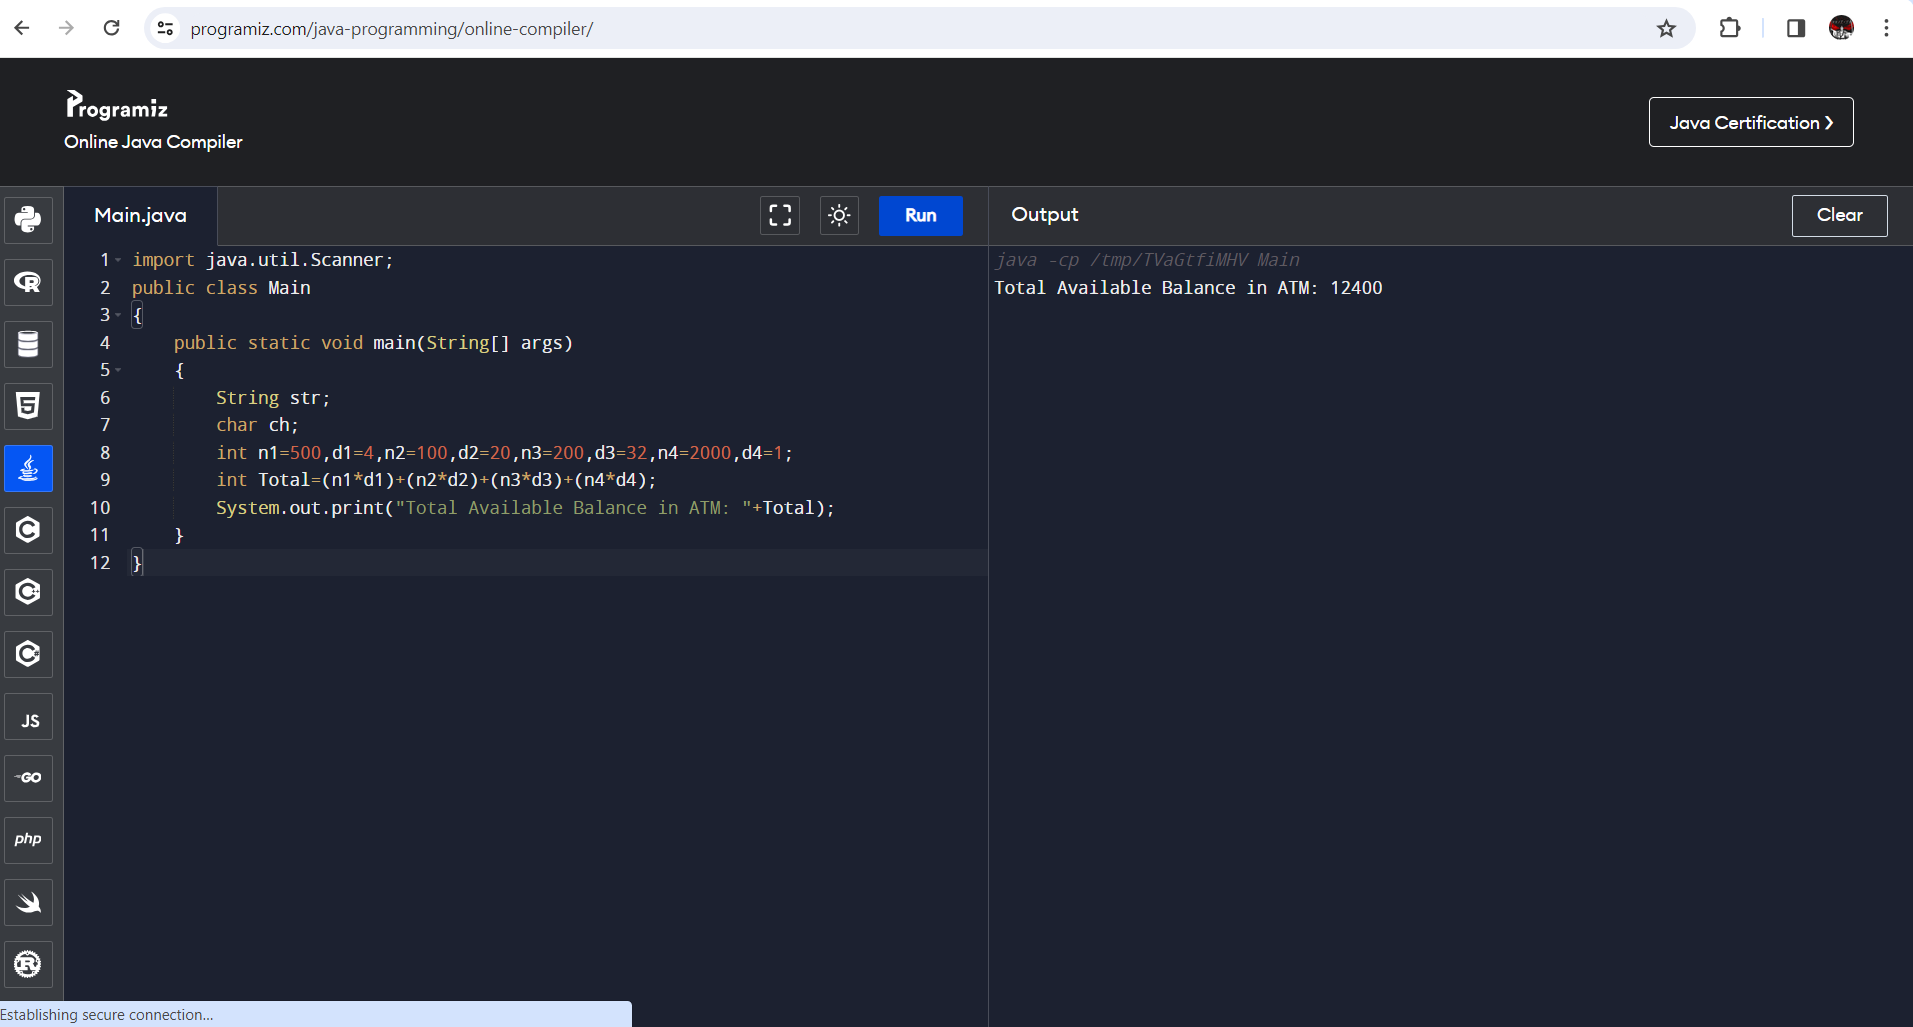 programiz.com/java-programming/online-compiler/
Programiz
Online Java Compiler
Java Certification ❯
Main.java
Run
Output
Clear
1 import java.util.Scanner;
2 public class Main
3 {
4     public static void main(String[] args)
5     {
6         String str;
7         char ch;
8         int n1=500,d1=4,n2=100,d2=20,n3=200,d3=32,n4=2000,d4=1;
9         int Total=(n1*d1)+(n2*d2)+(n3*d3)+(n4*d4);
10         System.out.print("Total Available Balance in ATM: "+Total);
11     }
12 }
java -cp /tmp/TVaGtfiMHV Main
Total Available Balance in ATM: 12400
R
5
C
C++
C#
JS
GO
php
R
Establishing secure connection...